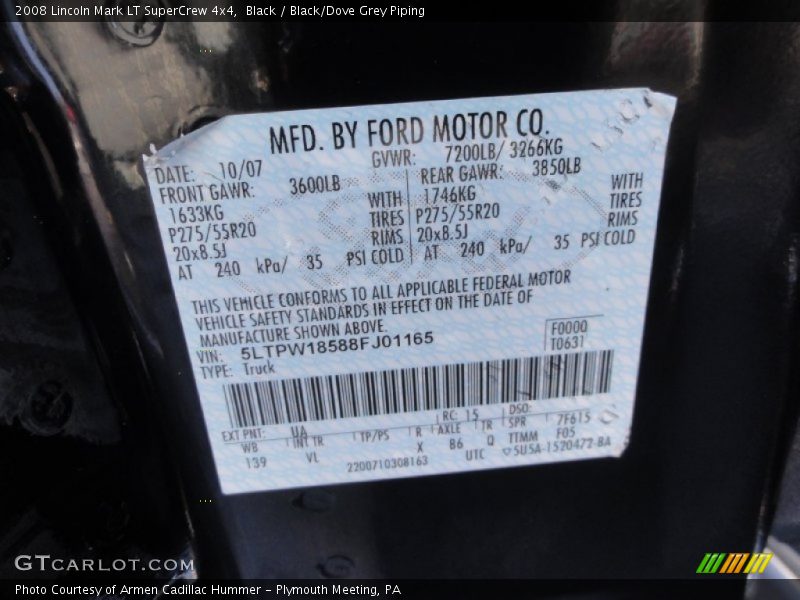 2008 Lincoln Mark LT SuperCrew 4x4, Black / Black/Dove Grey Piping
MFD. BY FORD MOTOR CO.
DATE: 10/07 GVWR: 7200LB/ 3266KG
FRONT GAWR: 3600LB REAR GAWR: 3850LB
1633KG WITH 1746KG WITH
P275/55R20 TIRES P275/55R20 TIRES
20x8.5J RIMS 20x8.5J RIMS
AT 240 kPa/ 35 PSI COLD AT 240 kPa/ 35 PSI COLD
THIS VEHICLE CONFORMS TO ALL APPLICABLE FEDERAL MOTOR
VEHICLE SAFETY STANDARDS IN EFFECT ON THE DATE OF
MANUFACTURE SHOWN ABOVE.
VIN: 5LTPW18588FJ01165 F0000
TYPE: Truck T0631
EXT PNT: UA RC: 15 DSO:
WB INT TR TP/PS R AXLE TR SPR 7F615
139 VL X B6 Q TTMM F05
2200710308163 UTC 5U5A-1520472-BA
GTCARLOT.COM
Photo Courtesy of Armen Cadillac Hummer - Plymouth Meeting, PA